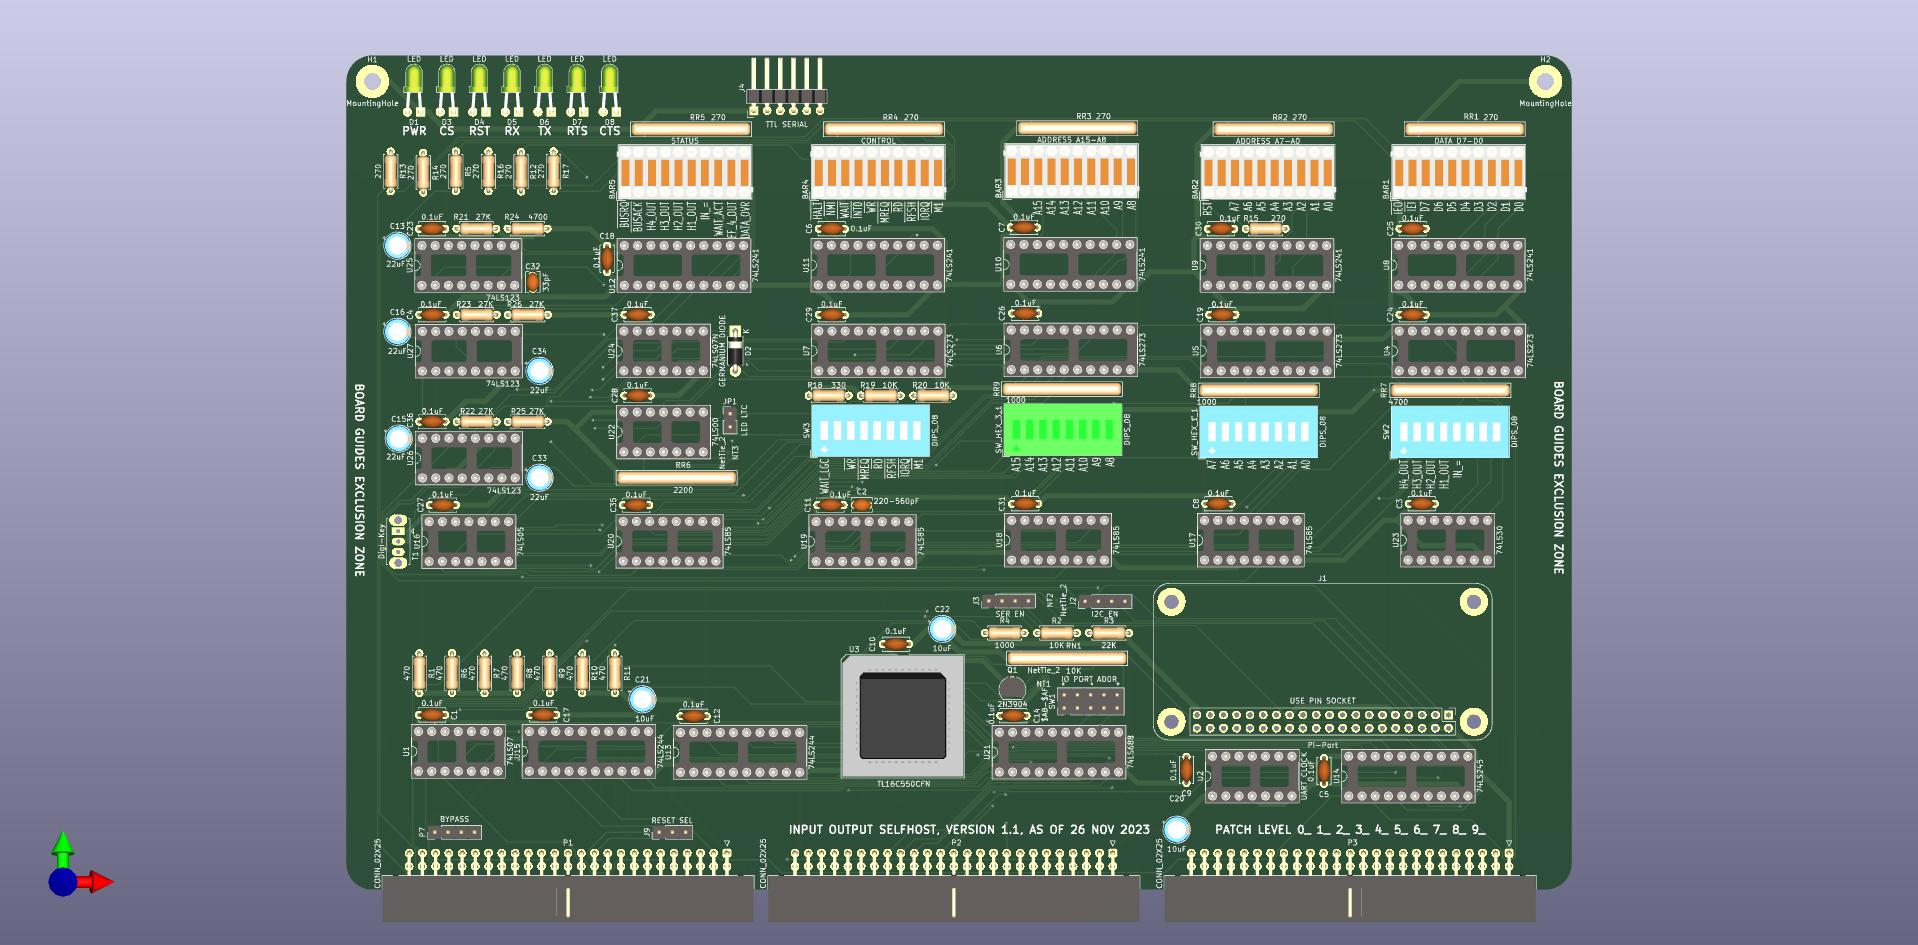 H1
MountingHole
LED LED LED LED LED LED LED
D1 D3 D4 D5 D6 D7 D8
PWR CS RST RX TX RTS CTS
J4
TTL SERIAL
H2
MountingHole
RR5 270
RR4 270
RR3 270
RR2 270
RR1 270
STATUS
CONTROL
ADDRESS A15-A8
ADDRESS A7-A0
DATA D7-D0
270 R13
270 R14
270 R5
270 R16
270 R12
270 R17
BAR5
BAR4
BAR3
BAR2
BAR1
BUSRQ BUSACK H4_OUT H3_OUT H2_OUT H1_OUT IN_= WAIT_ACT FF_4_OUT DATA_OVR
HALT NMI WAIT INT0 WR MREQ RD RFSH IORQ M1
A15 A14 A13 A12 A11 A10 A9 A8
RST A7 A6 A5 A4 A3 A2 A1 A0
IEO IEI D7 D6 D5 D4 D3 D2 D1 D0
C13
22uF
C23 0.1uF
R21 27K
R24 4700
C18 0.1uF
C6 0.1uF
C7 0.1uF
C30 0.1uF
R15 270
C25 0.1uF
U25
74LS123
C32
33pF
U12 74LS241
U11 74LS241
U10 74LS241
U9 74LS241
U8 74LS241
C16
22uF
C4 0.1uF
R23 27K
R26 27K
C37 0.1uF
C29 0.1uF
C26 0.1uF
C19 0.1uF
C24 0.1uF
U27
74LS123
C34
22uF
U24 74LS07N
GERMANIUM DIODE
K
D2
U7 74LS273
U6 74LS273
U5 74LS273
U4 74LS273
C28 0.1uF
R18 330
R19 10K
R20 10K
RR9
1000
RR8
1000
RR7
4700
C15
22uF
C36 0.1uF
R22 27K
R25 27K
U26
74LS123
C33
22uF
U22 74LS00
JP1
LTC
LED
NetTie_2
NT3
SW3 DIPS_08
SW_HEX_3_1 DIPS_08
SW_HEX_1_1 DIPS_08
SW2 DIPS_08
WAIT_LGC WR MREQ RD RFSH IORQ M1
A15 A14 A13 A12 A11 A10 A9 A8
A7 A6 A5 A4 A3 A2 A1 A0
H4_OUT H3_OUT H2_OUT H1_OUT IN_=
RR6
2200
C27 0.1uF
C35 0.1uF
C11 0.1uF
C2
220-560pF
C31 0.1uF
C8 0.1uF
C3 0.1uF
Digi-Key
T1
U16 74LS05
U20 74LS85
U19 74LS85
U18 74LS85
U17 74LS85
U23 74LS30
BOARD GUIDES EXCLUSION ZONE
BOARD GUIDES EXCLUSION ZONE
J1
J3
SER EN
NT2
NetTie_2
J2
I2C EN
C22
10uF
C10 0.1uF
R4
1000
R2
10K
R3
22K
RN1
10K
U3
TL16C550CFN
Q1
2N3904
NetTie_2
NT1
IO PORT ADDR
SW1
$A8-$AF
470 R1
470 R6
470 R7
470 R8
470 R9
470 R10
470 R11
C21
10uF
C1 0.1uF
C17 0.1uF
C12 0.1uF
C14 0.1uF
U1 74LS07
U15 74LS244
U13 74LS244
U21 74LS688
USE PIN SOCKET
PI-Port
C9 0.1uF
U2 UART CLOCK
C5 0.1uF
U14 74LS245
C20
10uF
P7
BYPASS
J9
RESET SEL
INPUT OUTPUT SELFHOST, VERSION 1.1, AS OF 26 NOV 2023
PATCH LEVEL 0_ 1_ 2_ 3_ 4_ 5_ 6_ 7_ 8_ 9_
CONN_02X25
P1
CONN_02X25
P2
CONN_02X25
P3